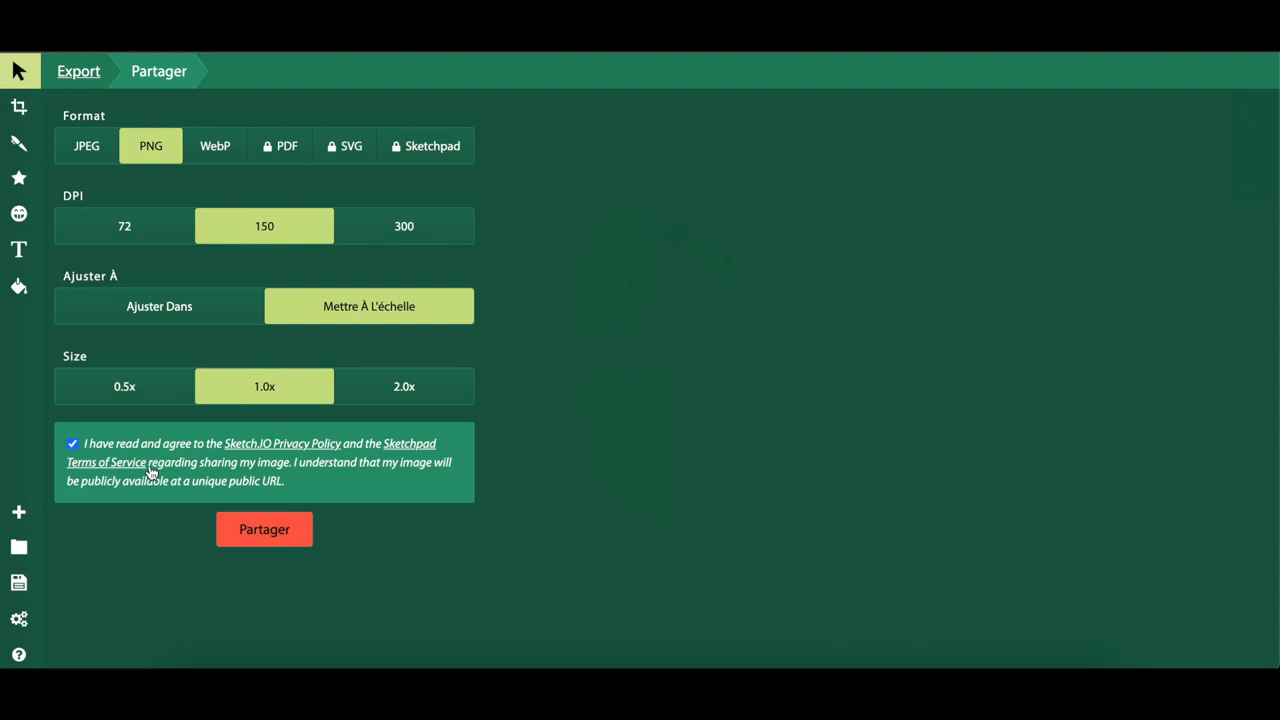 Export Partager
Format
JPEG PNG WebP PDF SVG Sketchpad
DPI
72 150 300
Ajuster À
Ajuster Dans Mettre À L'échelle
Size
0.5x 1.0x 2.0x
I have read and agree to the Sketch.IO Privacy Policy and the Sketchpad
Terms of Service regarding sharing my image. I understand that my image will
be publicly available at a unique public URL.
Partager